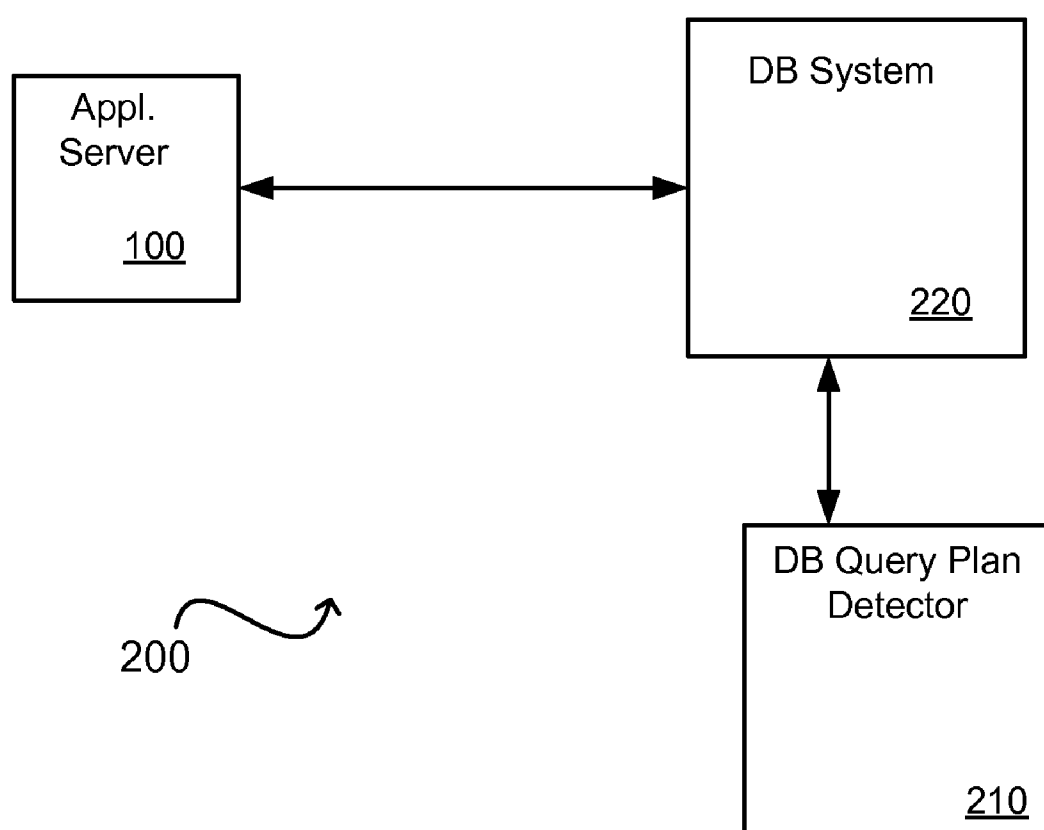 Appl.
Server
100
DB System
220
DB Query Plan
Detector
210
200